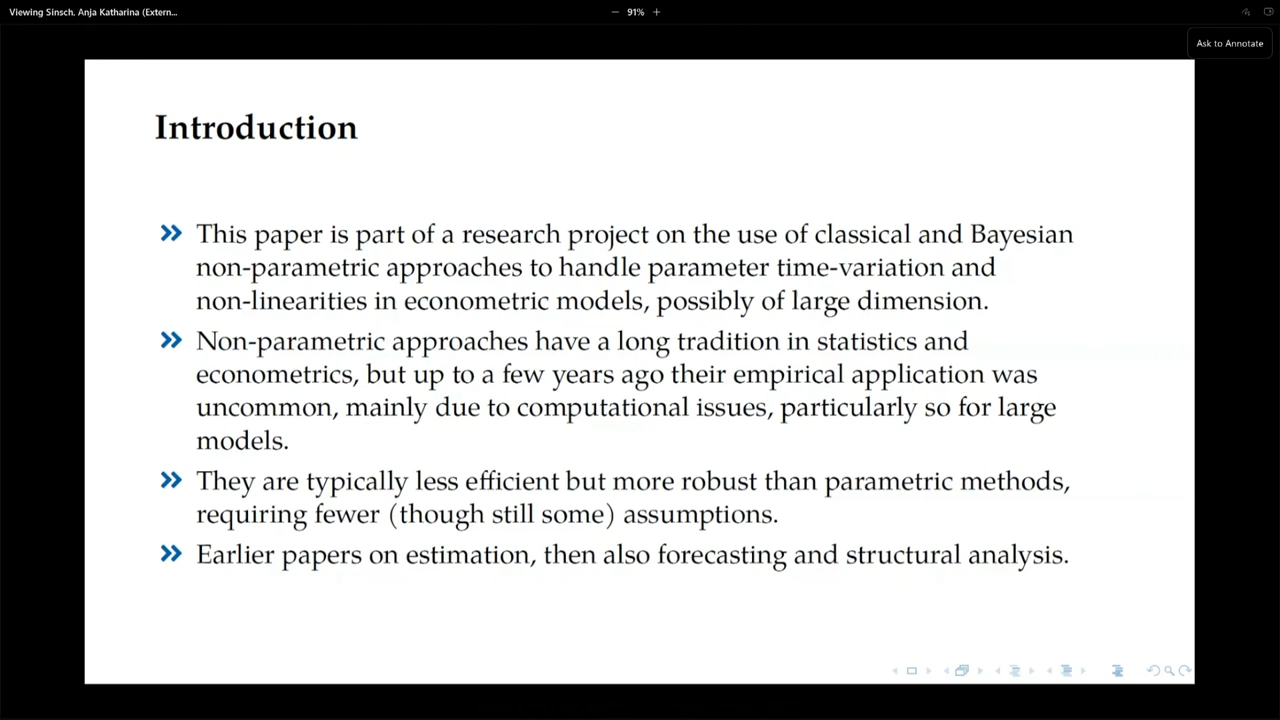 Viewing Sinsch, Anja Katharina (Extern...
− 91% +
Ask to Annotate
Introduction
This paper is part of a research project on the use of classical and Bayesian
non-parametric approaches to handle parameter time-variation and
non-linearities in econometric models, possibly of large dimension.
Non-parametric approaches have a long tradition in statistics and
econometrics, but up to a few years ago their empirical application was
uncommon, mainly due to computational issues, particularly so for large
models.
They are typically less efficient but more robust than parametric methods,
requiring fewer (though still some) assumptions.
Earlier papers on estimation, then also forecasting and structural analysis.